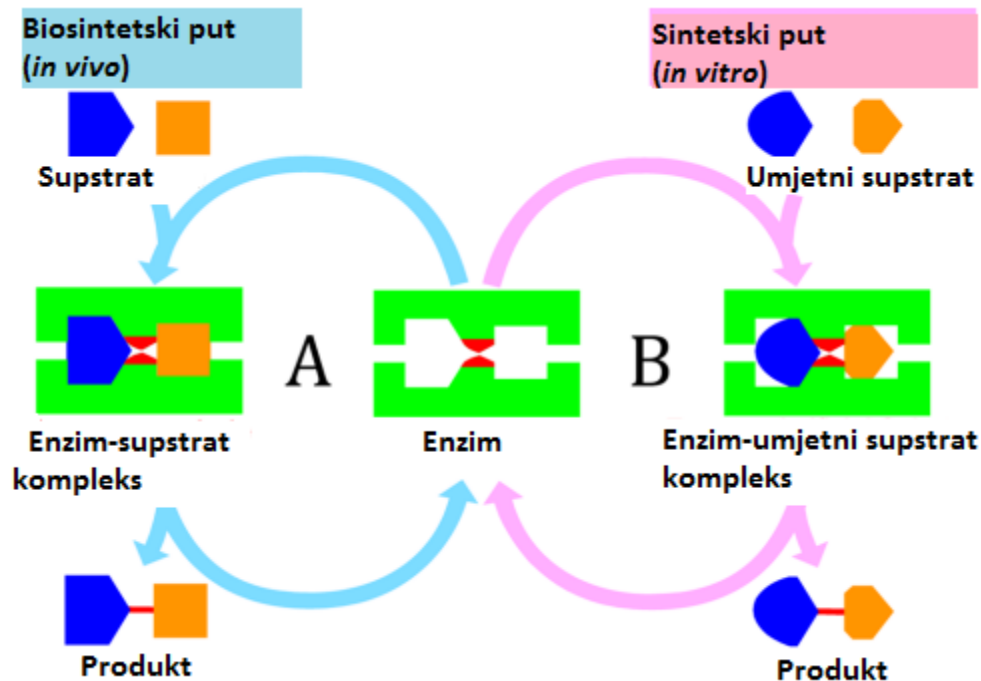 Biosintetski put
(in vivo)
Sintetski put
(in vitro)
Supstrat
Umjetni supstrat
A
B
Enzim-supstrat
kompleks
Enzim
Enzim-umjetni supstrat
kompleks
Produkt
Produkt